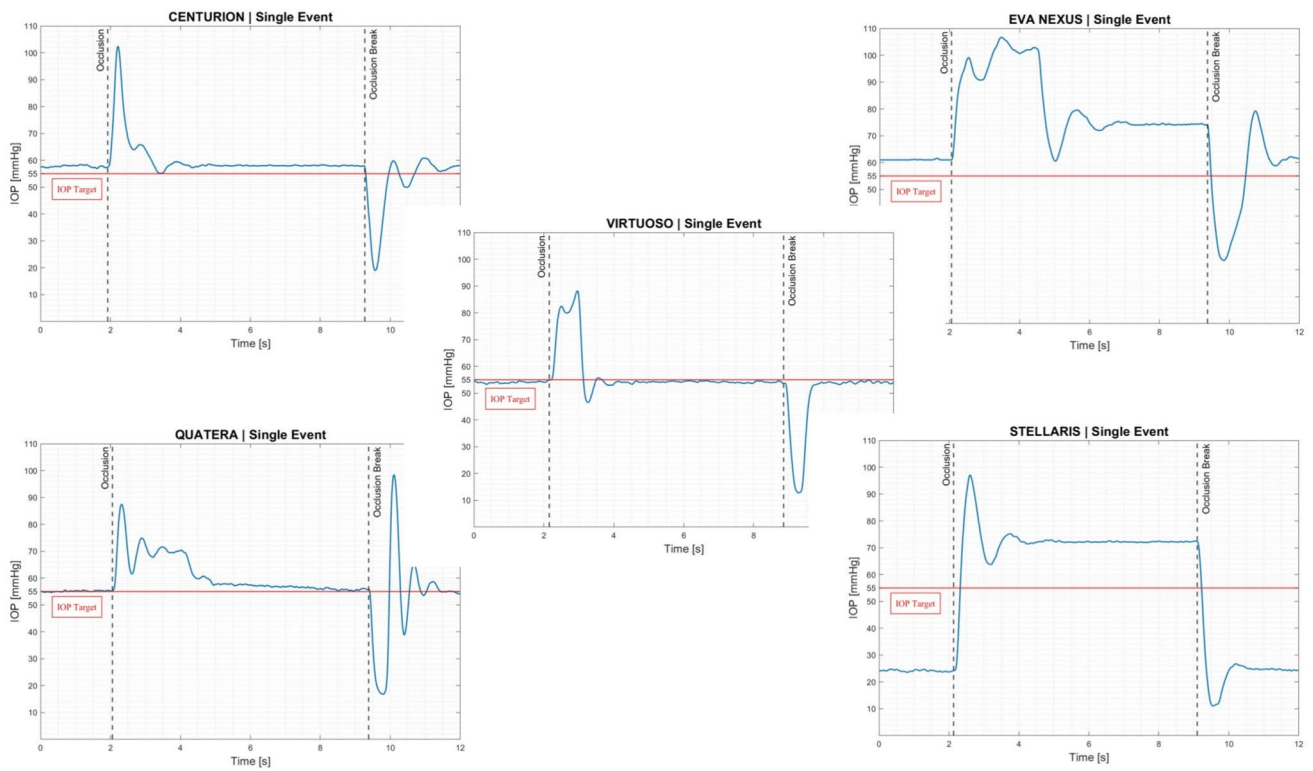 CENTURION | Single Event
110
100
90
80
70
60
55
50
40
30
20
10
IOP [mmHg]
Occlusion
Occlusion Break
IOP Target
0
2
4
6
8
10
Time [s]
EVA NEXUS | Single Event
110
100
90
80
70
60
55
50
IOP [mmHg]
Occlusion
Occlusion Break
IOP Target
2
4
6
8
10
12
Time [s]
VIRTUOSO | Single Event
110
100
90
80
70
60
55
50
40
30
20
10
IOP [mmHg]
Occlusion
Occlusion Break
IOP Target
0
2
4
6
8
Time [s]
QUATERA | Single Event
110
100
90
80
70
60
55
50
40
30
20
10
0
IOP [mmHg]
Occlusion
Occlusion Break
IOP Target
0
2
4
6
8
10
12
Time [s]
STELLARIS | Single Event
110
100
90
80
70
60
55
50
40
30
20
10
IOP [mmHg]
Occlusion
Occlusion Break
IOP Target
0
2
4
6
8
10
12
Time [s]